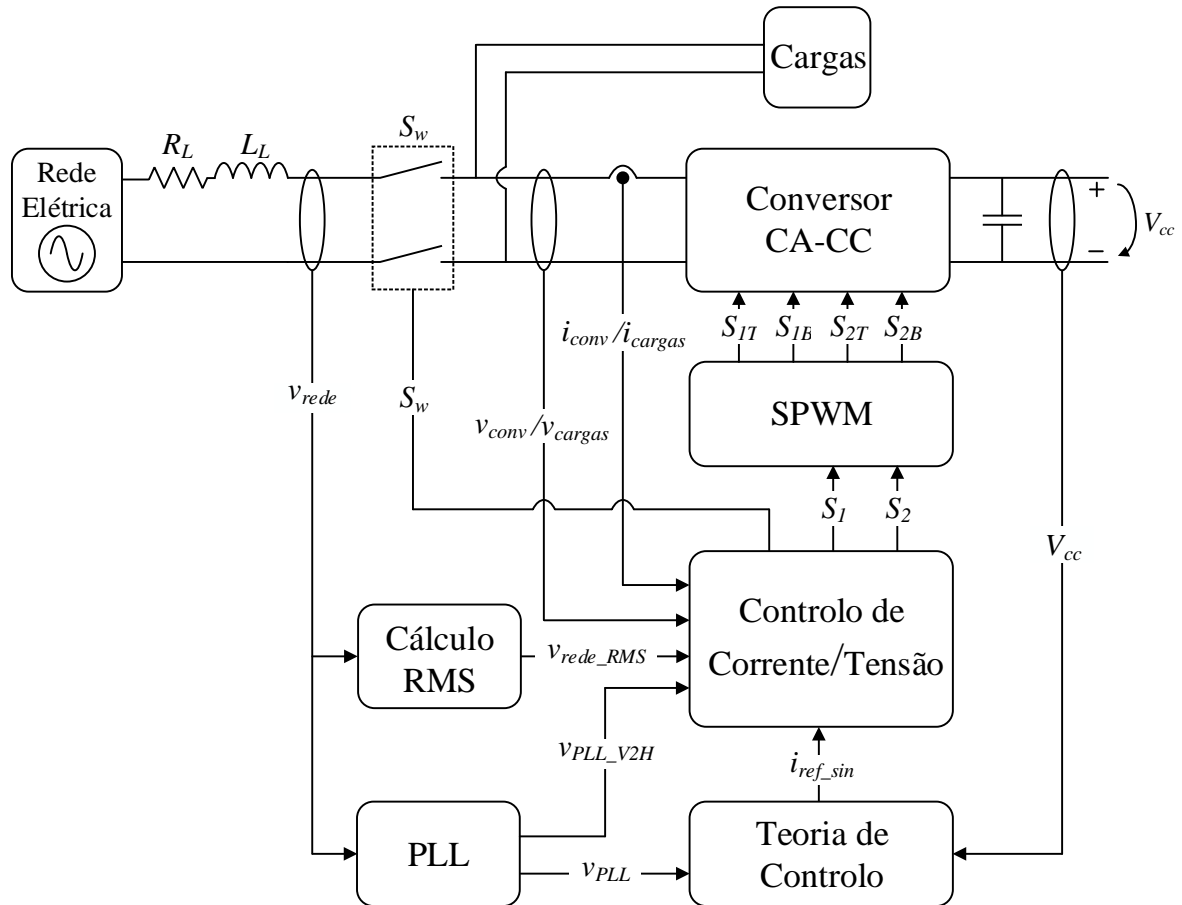 Cargas
R_L
L_L
S_w
Rede
Elétrica
Conversor
CA-CC
+
−
V_cc
S_1T
S_1B
S_2T
S_2B
i_conv/i_cargas
v_rede
S_w
v_conv/v_cargas
SPWM
S_1
S_2
V_cc
Controlo de
Corrente/Tensão
Cálculo
RMS
v_rede_RMS
v_PLL_V2H
i_ref_sin
PLL
v_PLL
Teoria de
Controlo